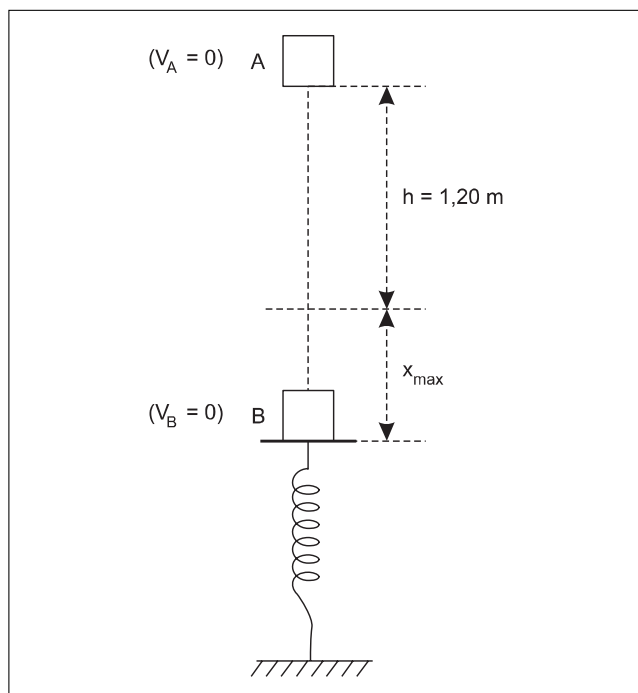 (V_A = 0) A
h = 1,20 m
x_max
(V_B = 0) B